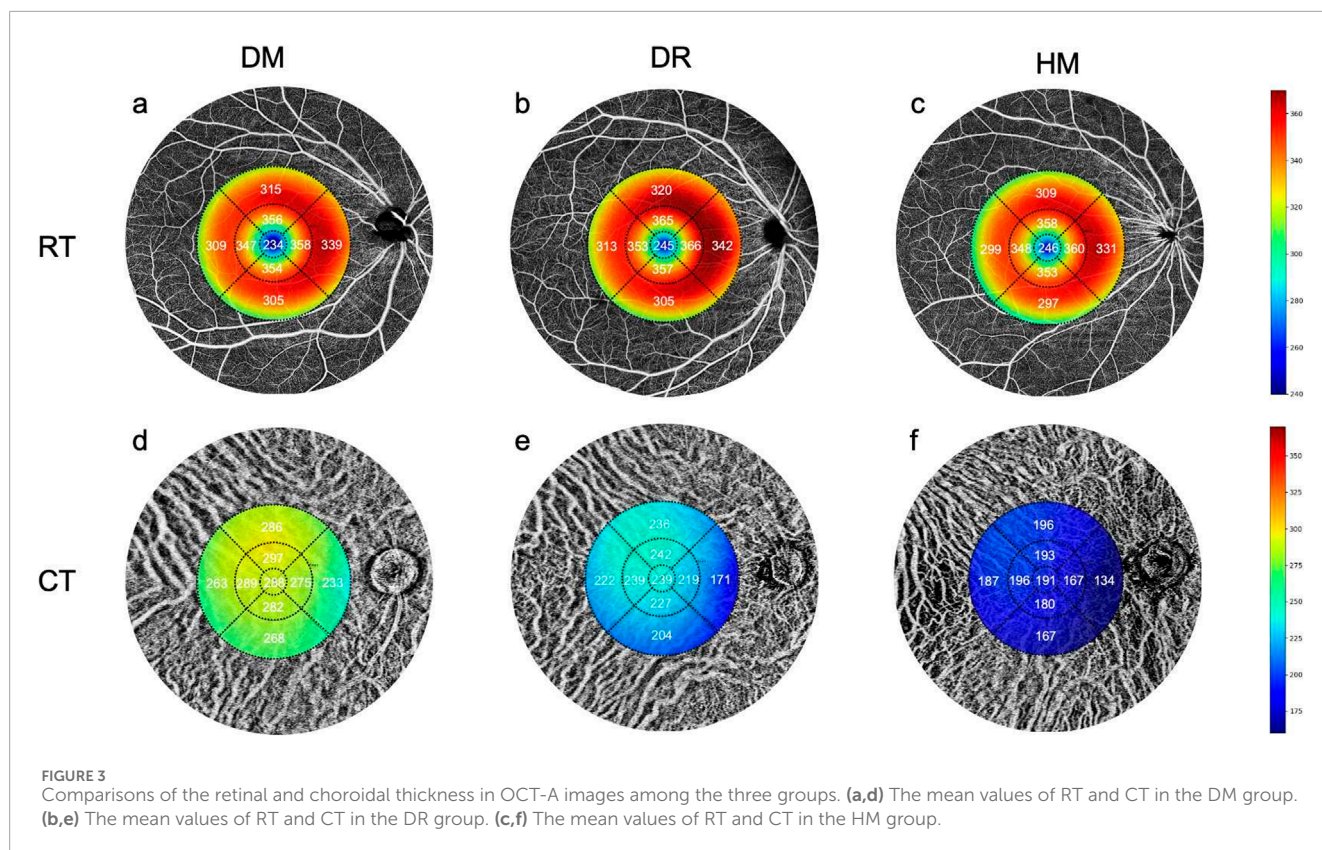 DM DR HM
a b c
RT
315
356
309 347 234 358 339
354
305
320
365
313 353 245 366 342
357
305
309
358
299 348 246 360 331
353
297
360
340
320
300
280
260
240
d e f
CT
286
297
263 289 288 275 233
282
268
236
242
222 239 239 219 171
227
204
196
193
187 196 191 167 134
180
167
350
325
300
275
250
225
200
175
FIGURE 3
Comparisons of the retinal and choroidal thickness in OCT-A images among the three groups. (a,d) The mean values of RT and CT in the DM group.
(b,e) The mean values of RT and CT in the DR group. (c,f) The mean values of RT and CT in the HM group.